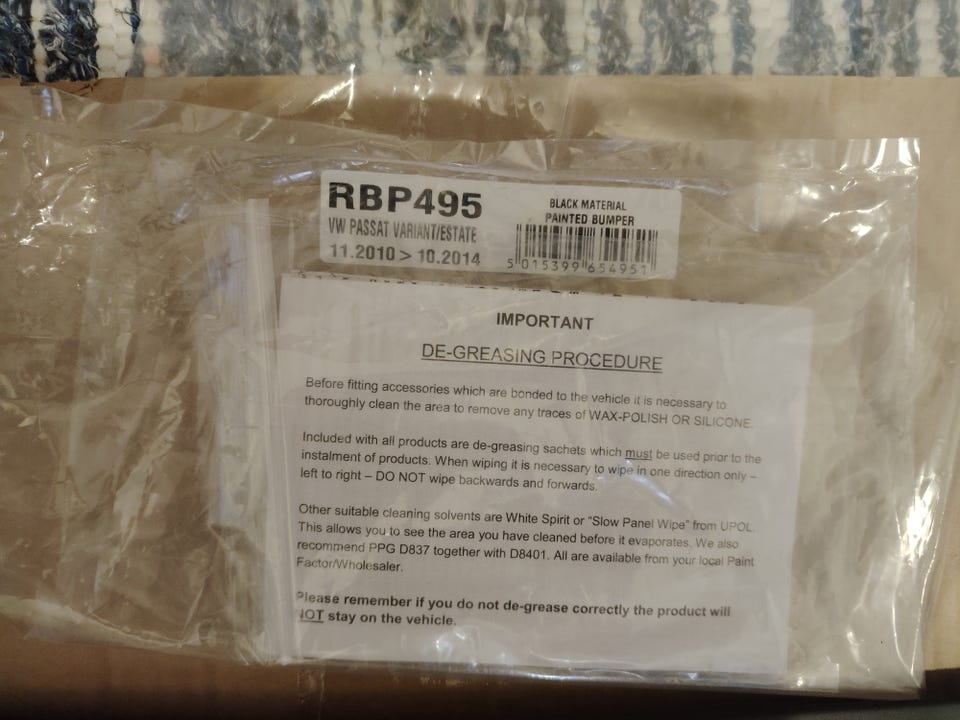 RBP495
VW PASSAT VARIANT/ESTATE
11.2010 > 10.2014
BLACK MATERIAL
PAINTED BUMPER
5 015399 654951
IMPORTANT
DE-GREASING PROCEDURE
Before fitting accessories which are bonded to the vehicle it is necessary to
thoroughly clean the area to remove any traces of WAX-POLISH OR SILICONE.
Included with all products are de-greasing sachets which must be used prior to the
instalment of products. When wiping it is necessary to wipe in one direction only –
left to right – DO NOT wipe backwards and forwards.
Other suitable cleaning solvents are White Spirit or "Slow Panel Wipe" from UPOL.
This allows you to see the area you have cleaned before it evaporates. We also
recommend PPG D837 together with D8401. All are available from your local Paint
Factor/Wholesaler.
Please remember if you do not de-grease correctly the product will
NOT stay on the vehicle.